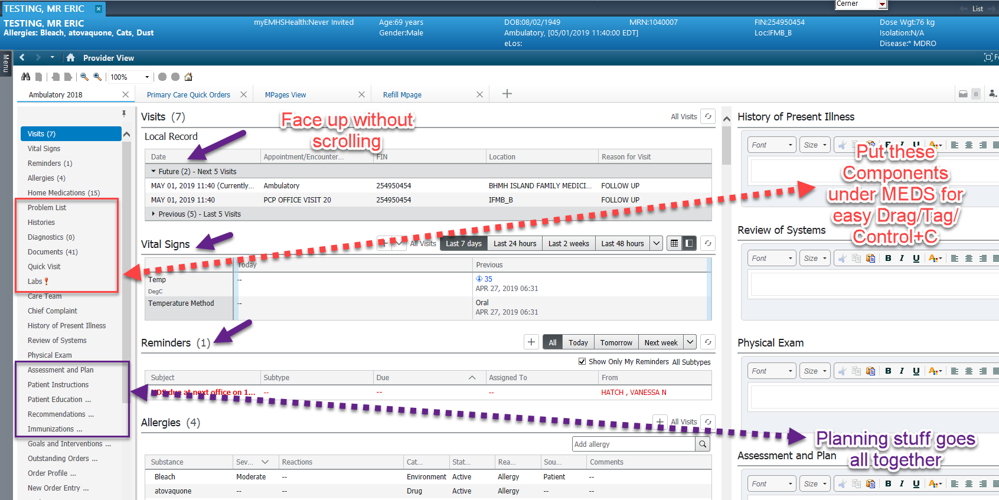 TESTING, MR ERIC
Cerner
List
TESTING, MR ERIC
Allergies: Bleach, atovaquone, Cats, Dust
myEMHSHealth:Never Invited
Age:69 years
Gender:Male
DOB:08/02/1949
Ambulatory, [05/01/2019 11:40:00 EDT]
eLos:
MRN:1040007
FIN:254950454
Loc:IFMB_B
Dose Wgt:76 kg
Isolation:N/A
Disease:* MDRO
Menu
Provider View
100%
Ambulatory 2018
Primary Care Quick Orders
MPages View
Refill Mpage
0
Visits (7)
Vital Signs
Reminders (1)
Allergies (4)
Home Medications (15)
Problem List
Histories
Diagnostics (0)
Documents (41)
Quick Visit
Labs
Care Team
Chief Complaint
History of Present Illness
Review of Systems
Physical Exam
Assessment and Plan
Patient Instructions
Patient Education ...
Recommendations ...
Immunizations ...
Goals and Interventions ...
Outstanding Orders ...
Order Profile ...
New Order Entry ...
Visits (7)
All Visits
Face up without
scrolling
Local Record
Date Appointment/Encounter... FIN Location Reason for Visit
Future (2) - Next 5 Visits
MAY 01, 2019 11:40 (Currently... Ambulatory 254950454 BHMH ISLAND FAMILY MEDICI... FOLLOW UP
MAY 01, 2019 11:40 PCP OFFICE VISIT 20 IFMB_B FOLLOW UP
Previous (5) - Last 5 Visits
Vital Signs
All Visits Last 7 days Last 24 hours Last 2 weeks Last 48 hours
Today Previous
Temp -- 35
DegC APR 27, 2019 06:31
Temperature Method -- Oral
APR 27, 2019 06:31
Reminders (1)
All Today Tomorrow Next week
Show Only My Reminders All Subtypes
Subject Subtype Due Assigned To From
due at next office on 1... -- -- -- HATCH , VANESSA N
Allergies (4)
All Visits
Add allergy
Substance Sev... Reactions Cat... Stat... Rea... Sou... Comments
Bleach Moderate -- Environment Active Allergy Patient --
atovaquone -- -- Drug Active Allergy -- --
History of Present Illness
Font Size B I U A
Put these
Components
under MEDS for
easy Drag/Tag/
Control+C
Review of Systems
Font Size B I U A
Physical Exam
Font Size B I U A
Planning stuff goes
all together
Assessment and Plan
Font Size B I U A